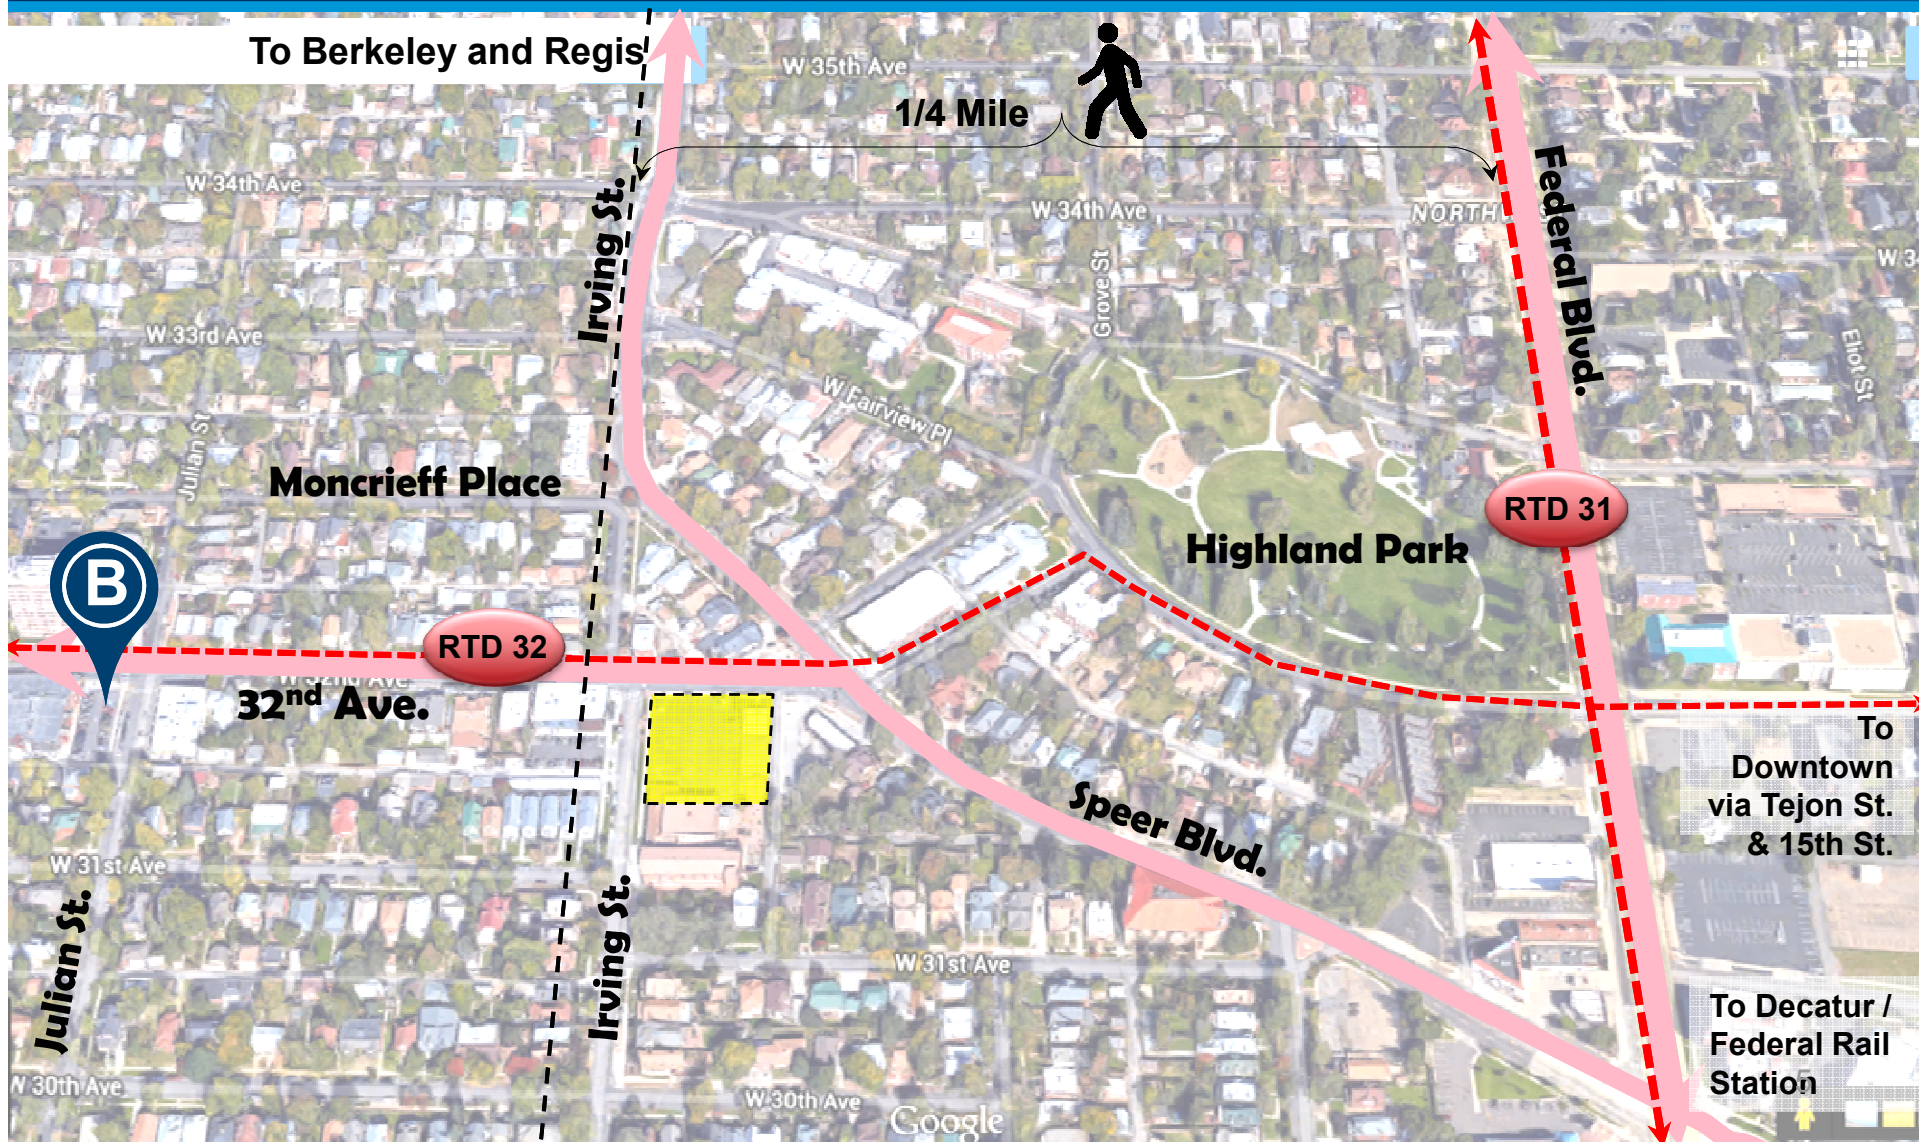 To Berkeley and Regis
W 35th Ave
1/4 Mile
W 34th Ave
Irving St.
W 34th Ave
NORTH
Federal Blvd.
Grove St
W 33rd Ave
Eliot St
W Fairview Pl
Julian St
Moncrieff Place
RTD 31
Highland Park
B
RTD 32
W 32nd Ave
32nd Ave.
To
Downtown
via Tejon St.
& 15th St.
Speer Blvd.
W 31st Ave
Julian St.
Irving St.
W 31st Ave
To Decatur /
Federal Rail
Station
W 30th Ave
W 30th Ave
Google